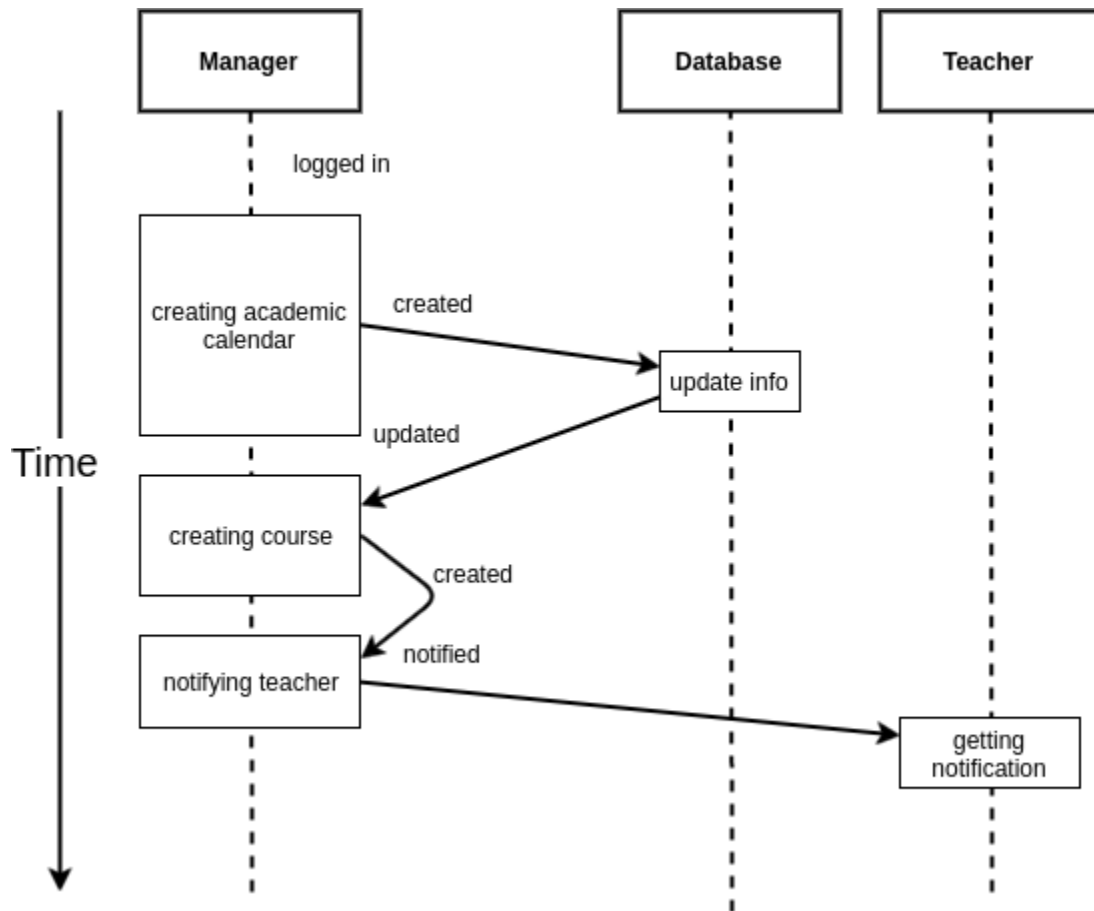 Manager
Database
Teacher
logged in
creating academic
calendar
created
update info
updated
Time
creating course
created
notified
notifying teacher
getting
notification